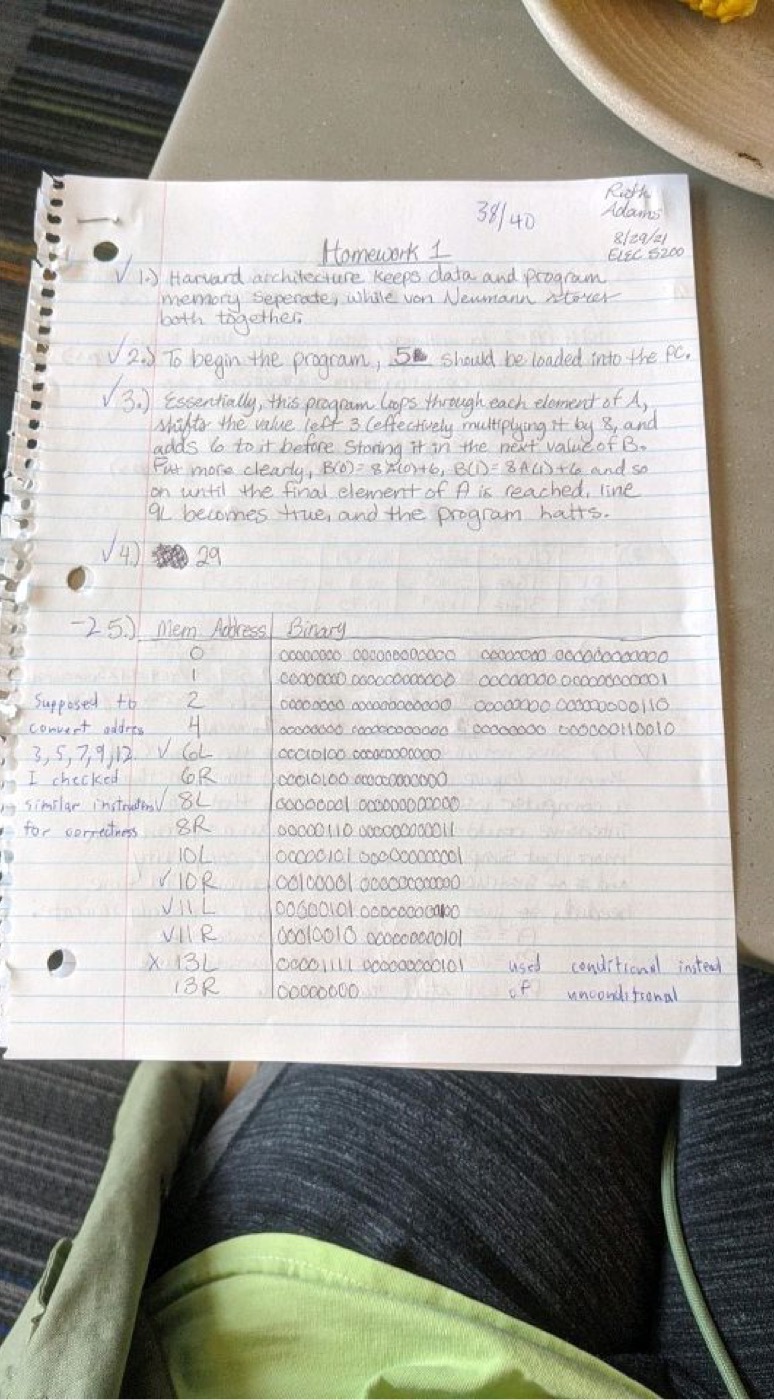 38/40
Ruth
Adams
8/29/21
ELEC 5200
Homework 1
✓ 1.) Harvard architecture keeps data and program
memory seperate, while von Neumann stores
both together.
✓ 2.) To begin the program, 5 should be loaded into the PC.
✓ 3.) Essentially, this program loops through each element of A,
shifts the value left 3 (effectively multiplying it by 8, and
adds 6 to it before storing it in the next value of B.
Put more clearly, B(0)= 8A(0)+6, B(1)= 8A(1)+6 and so
on until the final element of A is reached, line
9L becomes true, and the program halts.
✓ 4.) 29
-2 5.) Mem. Address Binary
0 00000000 000000000000 00000000 000000000000
1 00000000 000000000000 00000000 000000000001
Supposed to 2 00000000 000000000000 00000000 000000000110
convert addres 4 00000000 000000000000 00000000 000000110010
3, 5, 7, 9, 12. ✓ 6L 00010100 000000000000
I checked 6R 00010100 000000000000
similar instructions ✓ 8L 00000001 000000000000
for correctness 8R 00000110 000000000011
10L 00000101 000000000001
✓ 10R 00100001 000000000000
✓ 11L 00000101 000000000100
✓ 11R 00010010 000000000101
x 13L 00001111 000000000101 used conditional instead
13R 00000000 of unconditional